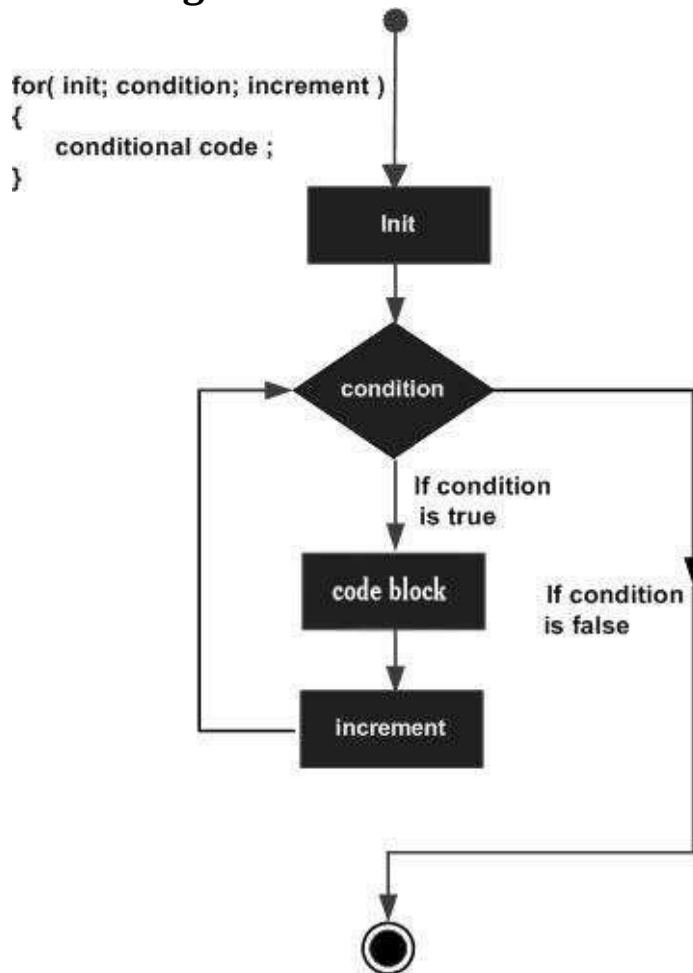 for( init; condition; increment )
{
conditional code ;
}
Init
condition
If condition
is true
code block
If condition
is false
increment